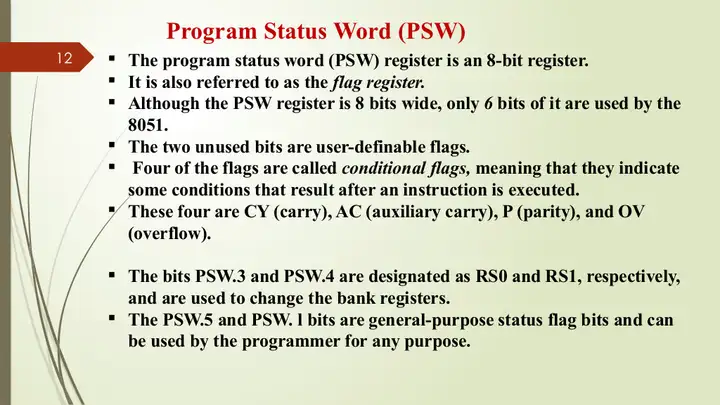 Program Status Word (PSW)
12
▪ The program status word (PSW) register is an 8-bit register.
▪ It is also referred to as the flag register.
▪ Although the PSW register is 8 bits wide, only 6 bits of it are used by the
8051.
▪ The two unused bits are user-definable flags.
▪ Four of the flags are called conditional flags, meaning that they indicate
some conditions that result after an instruction is executed.
▪ These four are CY (carry), AC (auxiliary carry), P (parity), and OV
(overflow).
▪ The bits PSW.3 and PSW.4 are designated as RS0 and RS1, respectively,
and are used to change the bank registers.
▪ The PSW.5 and PSW. l bits are general-purpose status flag bits and can
be used by the programmer for any purpose.